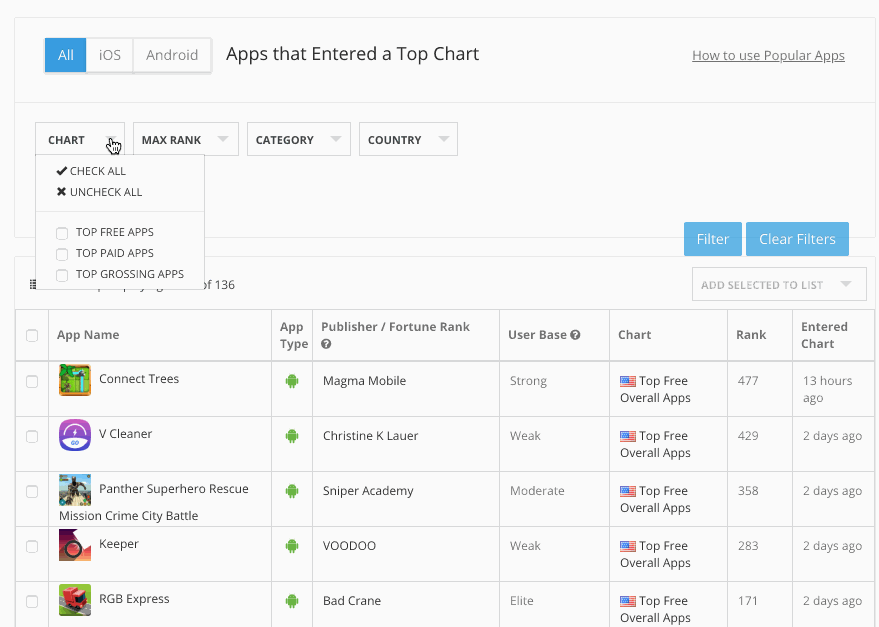 All iOS Android Apps that Entered a Top Chart How to use Popular Apps
CHART MAX RANK CATEGORY COUNTRY
CHECK ALL
UNCHECK ALL
TOP FREE APPS
TOP PAID APPS
TOP GROSSING APPS
Filter Clear Filters
of 136 ADD SELECTED TO LIST
App Name App Type Publisher / Fortune Rank User Base Chart Rank Entered Chart
Connect Trees Magma Mobile Strong Top Free 477 13 hours
Overall Apps ago
V Cleaner Christine K Lauer Weak Top Free 429 2 days ago
GO Overall Apps
Panther Superhero Rescue Sniper Academy Moderate Top Free 358 2 days ago
Mission Crime City Battle Overall Apps
Keeper VOODOO Weak Top Free 283 2 days ago
Overall Apps
RGB Express Bad Crane Elite Top Free 171 2 days ago
Overall Apps